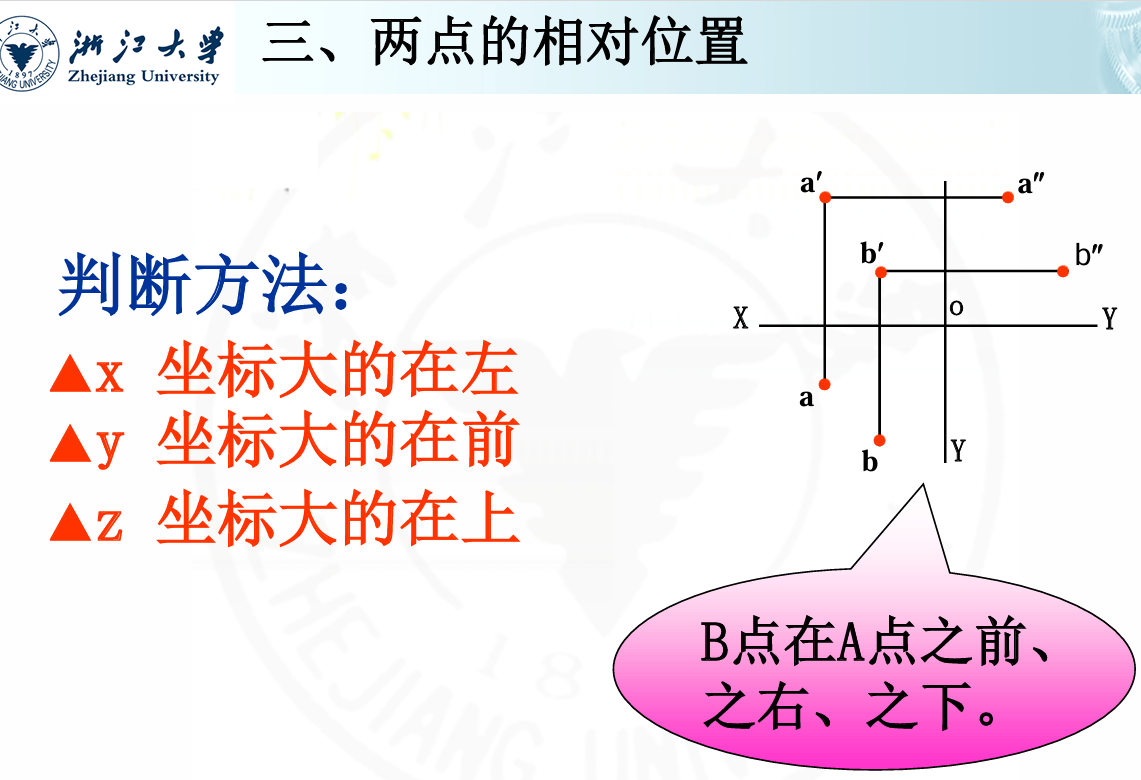 浙江大学
Zhejiang University
三、两点的相对位置
判断方法：
▲x 坐标大的在左
▲y 坐标大的在前
▲z 坐标大的在上
a′
a″
b′
b″
X
o
Y
a
b
Y
B点在A点之前、
之右、之下。